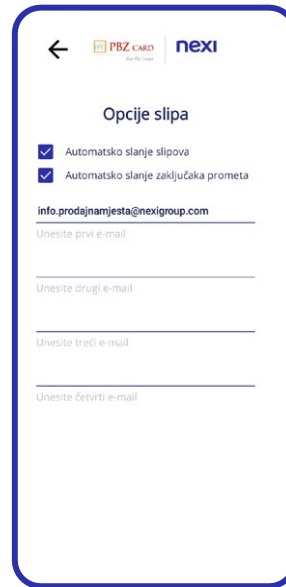 PBZ CARD
nexi
Opcije slipa
Automatsko slanje slipova
Automatsko slanje zaključaka prometa
info.prodajnamjesta@nexigroup.com
Unesite prvi e-mail
Unesite drugi e-mail
Unesite treći e-mail
Unesite četvrti e-mail